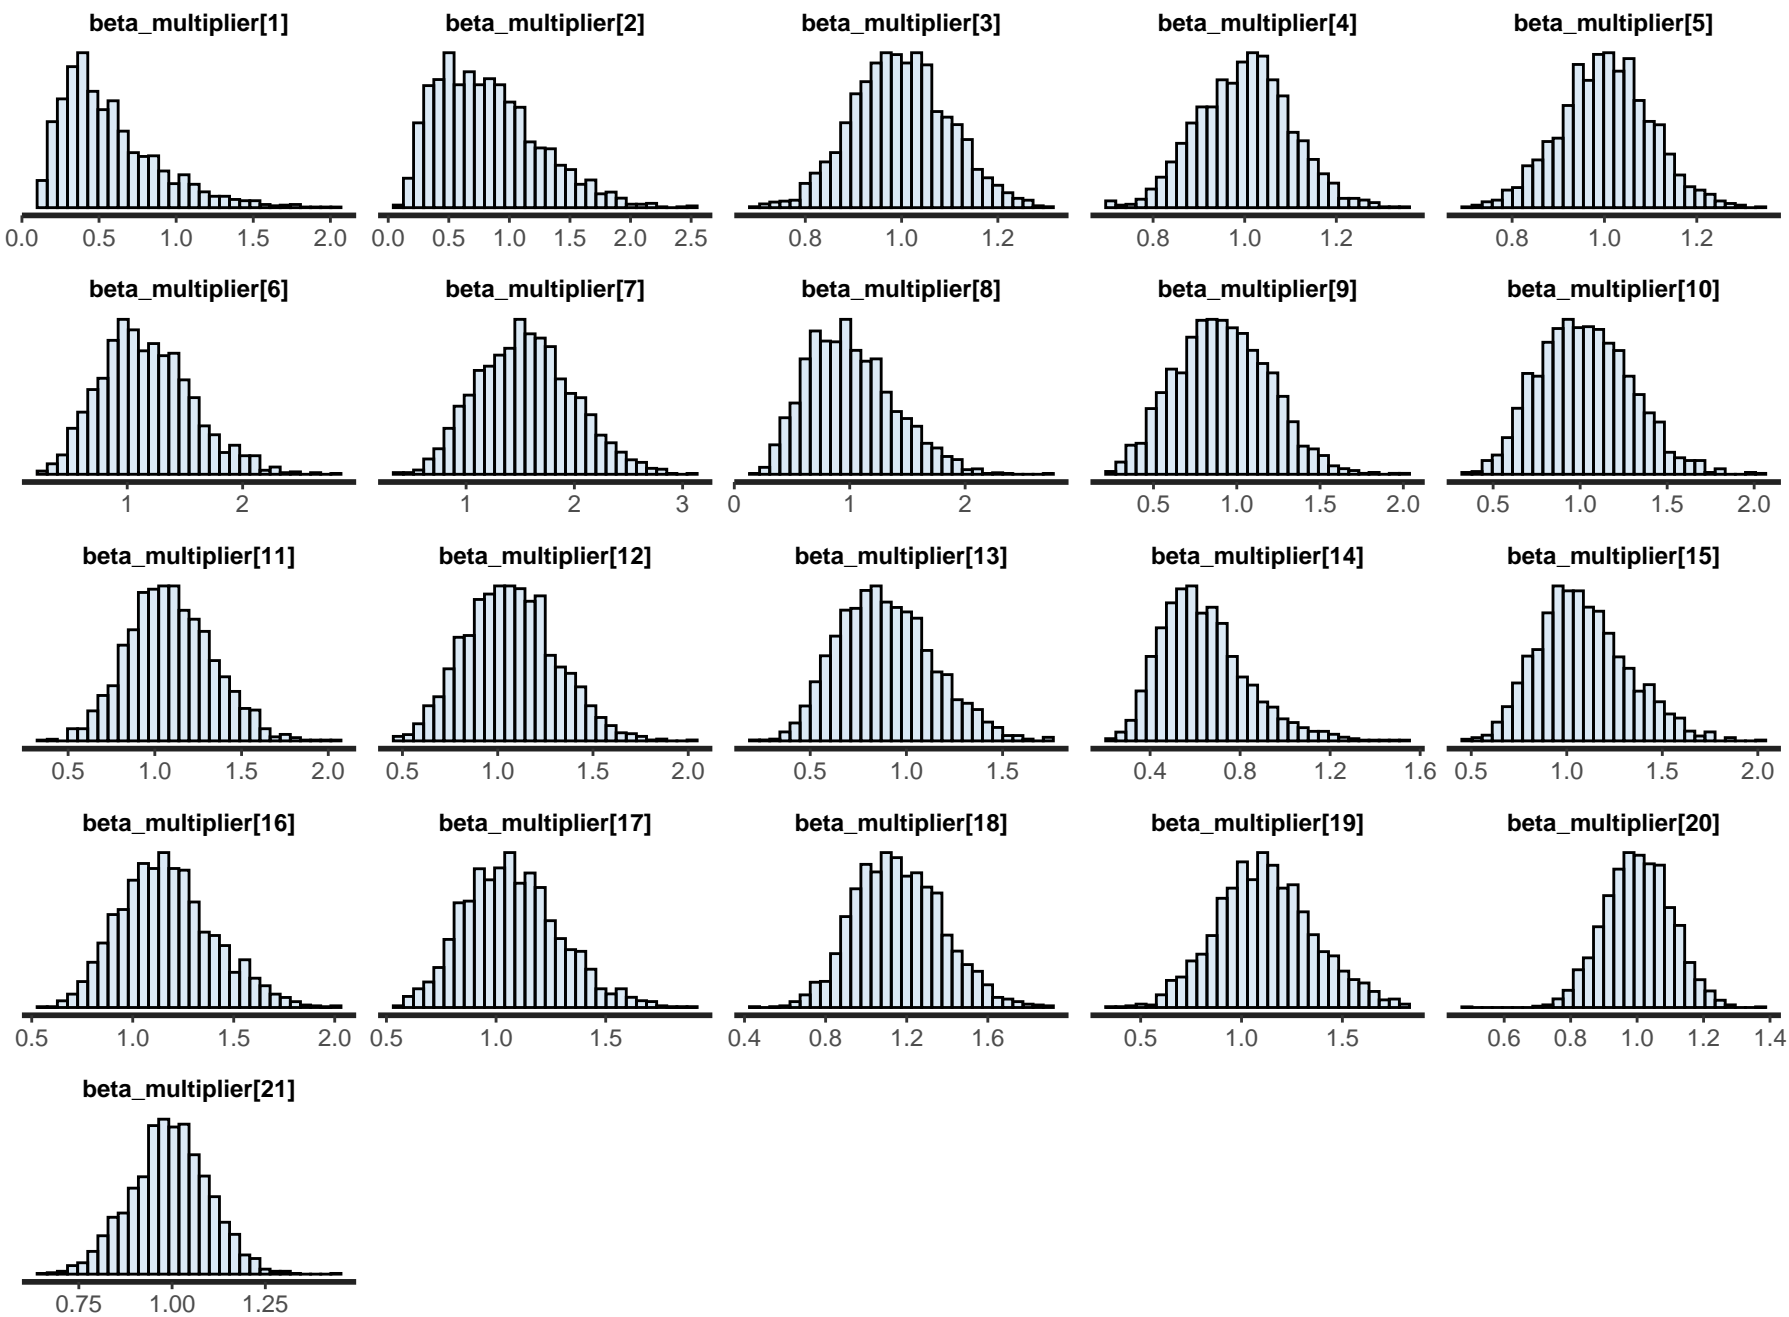 beta_multiplier[1] beta_multiplier[2] beta_multiplier[3] beta_multiplier[4] beta_multiplier[5]
0.0 0.5 1.0 1.5 2.0 0.0 0.5 1.0 1.5 2.0 2.5 0.8 1.0 1.2 0.8 1.0 1.2 0.8 1.0 1.2
beta_multiplier[6] beta_multiplier[7] beta_multiplier[8] beta_multiplier[9] beta_multiplier[10]
1 2 1 2 3 0 1 2 0.5 1.0 1.5 2.0 0.5 1.0 1.5 2.0
beta_multiplier[11] beta_multiplier[12] beta_multiplier[13] beta_multiplier[14] beta_multiplier[15]
0.5 1.0 1.5 2.0 0.5 1.0 1.5 2.0 0.5 1.0 1.5 0.4 0.8 1.2 1.6 0.5 1.0 1.5 2.0
beta_multiplier[16] beta_multiplier[17] beta_multiplier[18] beta_multiplier[19] beta_multiplier[20]
0.5 1.0 1.5 2.0 0.5 1.0 1.5 0.4 0.8 1.2 1.6 0.5 1.0 1.5 0.6 0.8 1.0 1.2 1.4
beta_multiplier[21]
0.75 1.00 1.25